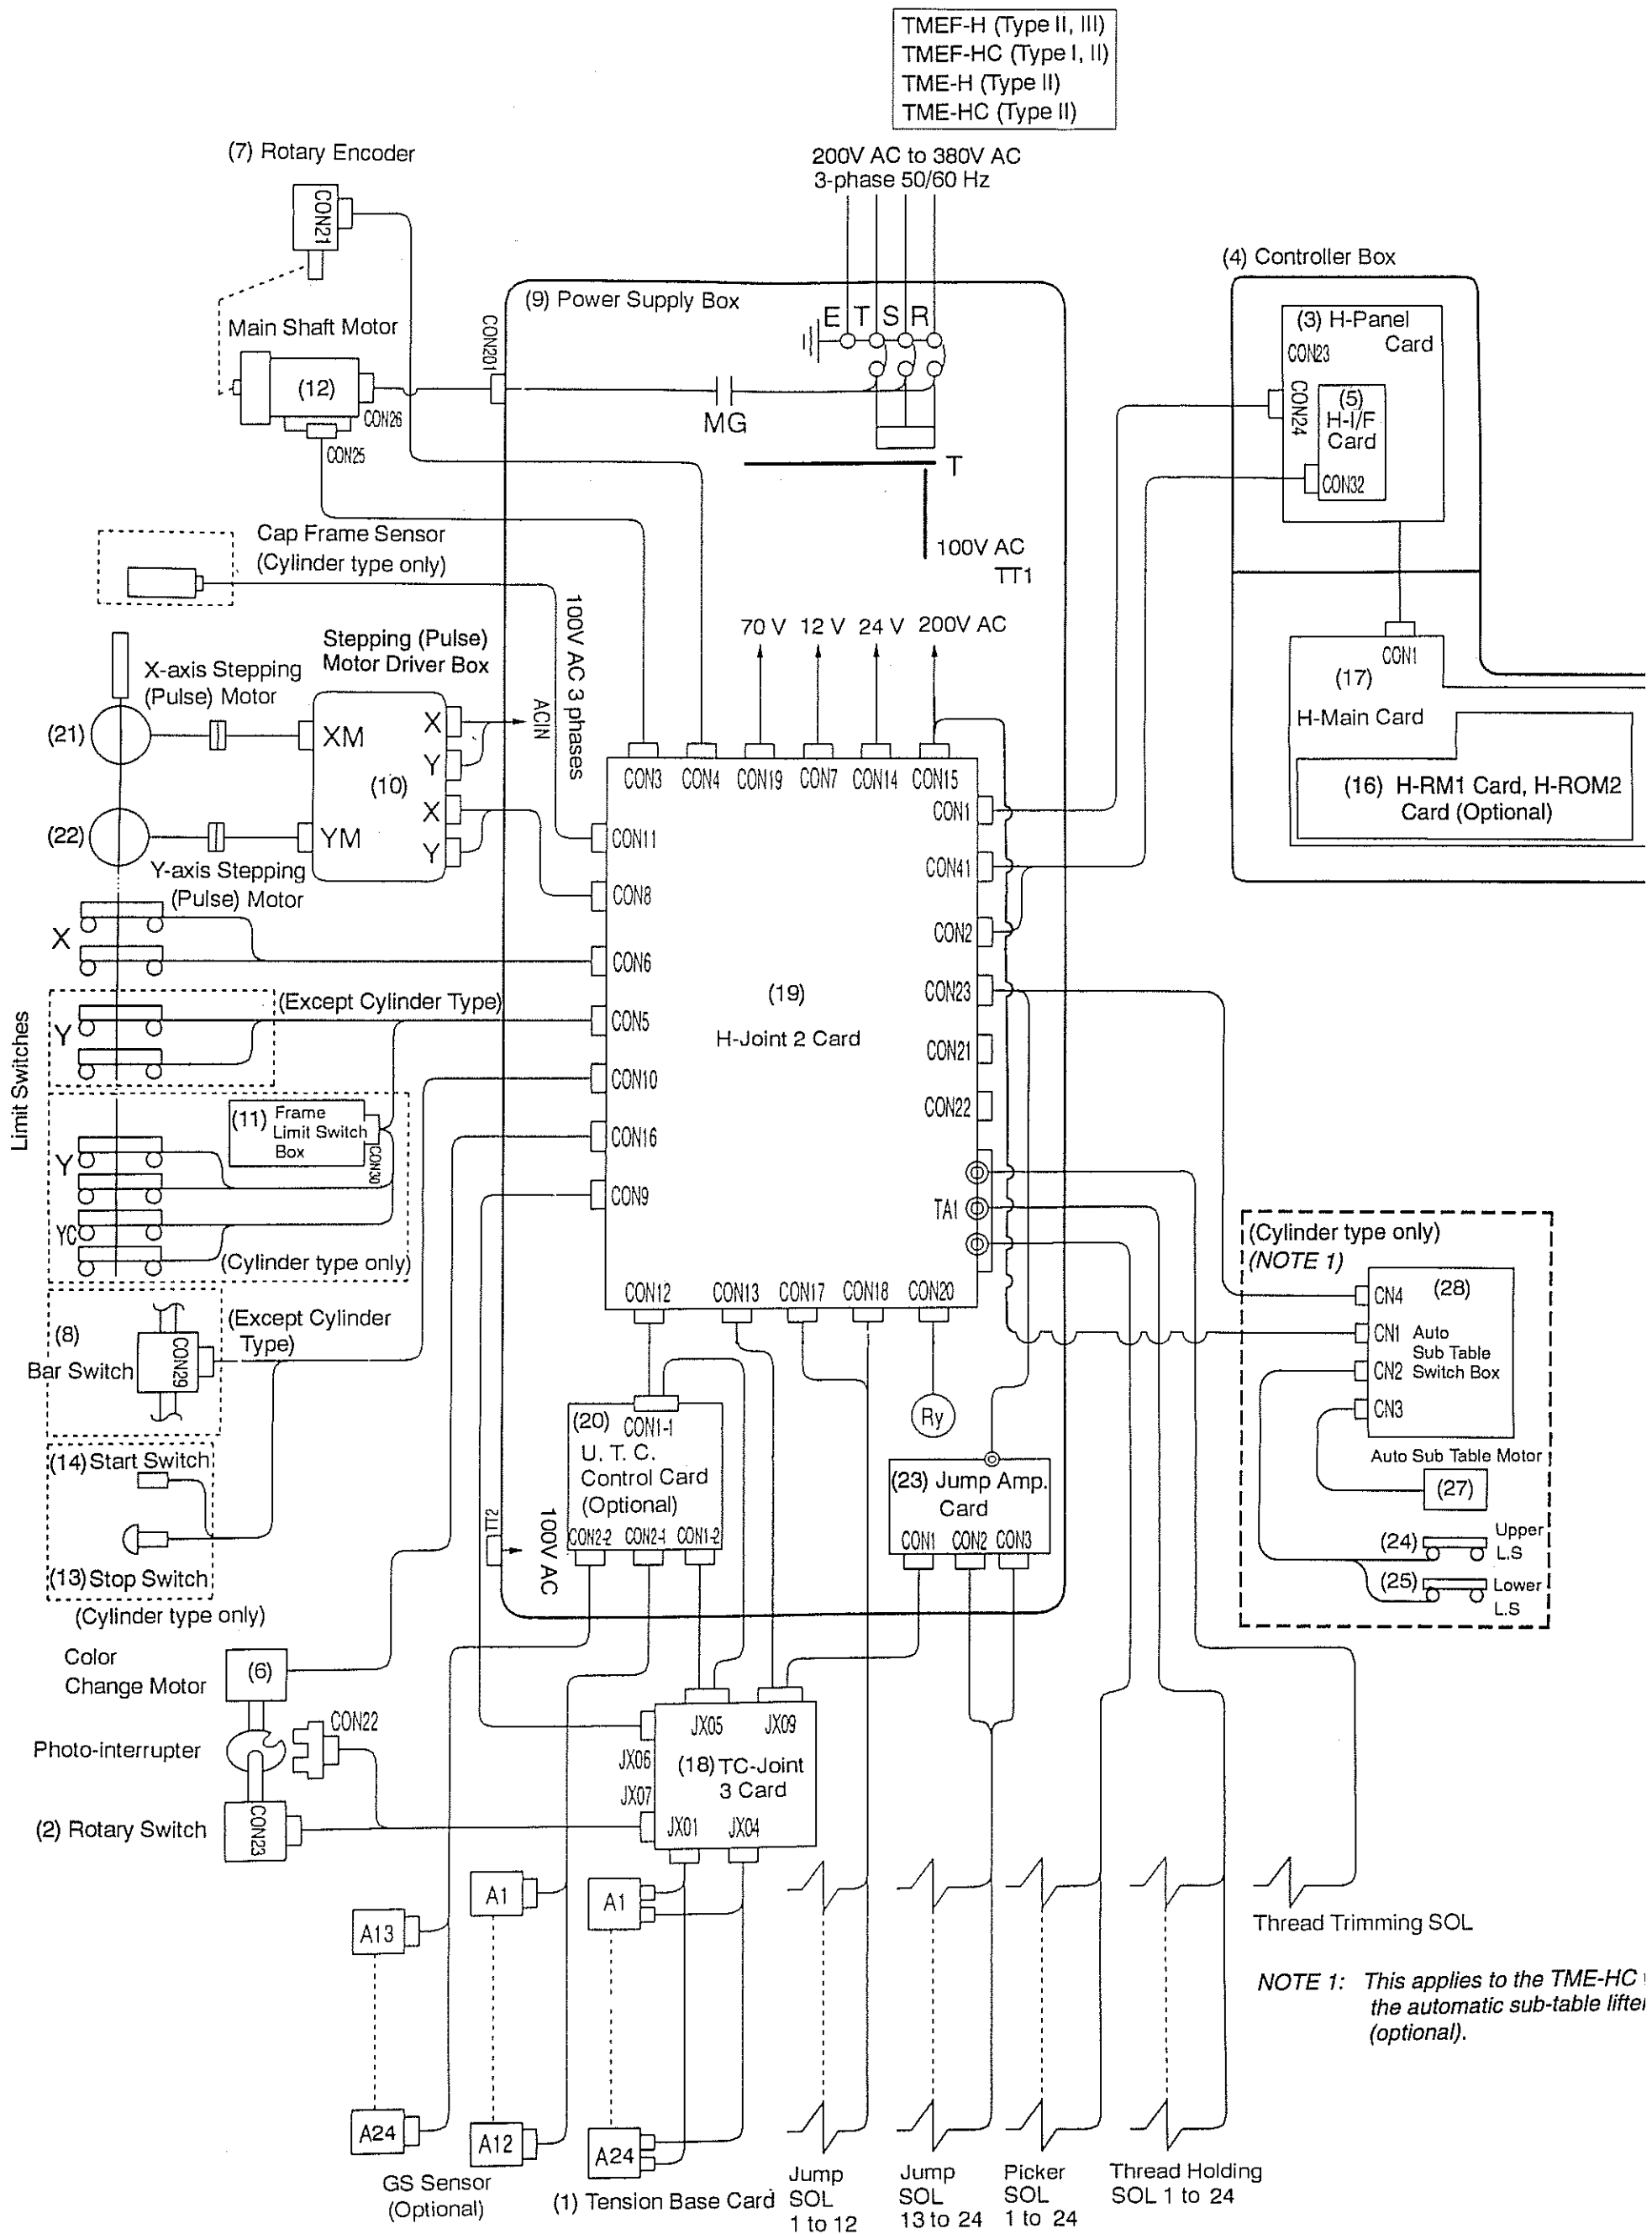 TMEF-H (Type II, III)
TMEF-HC (Type I, II)
TME-H (Type II)
TME-HC (Type II)
200V AC to 380V AC
3-phase 50/60 Hz
(7) Rotary Encoder
CON21
Main Shaft Motor
(12)
CON26
CON25
CON201
(9) Power Supply Box
E T S R
MG
T
100V AC
TT1
(4) Controller Box
(3) H-Panel
Card
CON23
CON24
(5)
H-I/F
Card
CON32
CON1
(17)
H-Main Card
(16) H-RM1 Card, H-ROM2
Card (Optional)
Cap Frame Sensor
(Cylinder type only)
100V AC 3 phases
Stepping (Pulse)
Motor Driver Box
X-axis Stepping
(Pulse) Motor
(21)
XM
X
Y
ACIN
(10)
X
Y
(22)
YM
Y-axis Stepping
(Pulse) Motor
70 V 12 V 24 V 200V AC
CON3 CON4 CON19 CON7 CON14 CON15
CON11
CON8
CON6
CON5
CON10
CON16
CON9
CON1
CON41
CON2
CON23
CON21
CON22
TA1
(19)
H-Joint 2 Card
CON12 CON13 CON17 CON18 CON20
Limit Switches
X
(Except Cylinder Type)
Y
(11) Frame
Limit Switch
Box
CON30
Y
YC
(Cylinder type only)
(8)
Bar Switch
CON29
(Except Cylinder
Type)
(14) Start Switch
(13) Stop Switch
(Cylinder type only)
TT2
100V AC
(20)
CON1-1
U. T. C.
Control Card
(Optional)
CON2-2 CON2-1 CON1-2
Ry
(23) Jump Amp.
Card
CON1 CON2 CON3
(Cylinder type only)
(NOTE 1)
CN4
(28)
CN1
Auto
Sub Table
Switch Box
CN2
CN3
Auto Sub Table Motor
(27)
(24)
Upper
L.S
(25)
Lower
L.S
Color
Change Motor
(6)
CON22
Photo-interrupter
(2) Rotary Switch
CON23
JX05 JX09
JX06
(18) TC-Joint
3 Card
JX07
JX01 JX04
A1
A1
A13
A24
A12
A24
GS Sensor
(Optional)
(1) Tension Base Card
Jump
SOL
1 to 12
Jump
SOL
13 to 24
Picker
SOL
1 to 24
Thread Holding
SOL 1 to 24
Thread Trimming SOL
NOTE 1: This applies to the TME-HC
the automatic sub-table lifter
(optional).